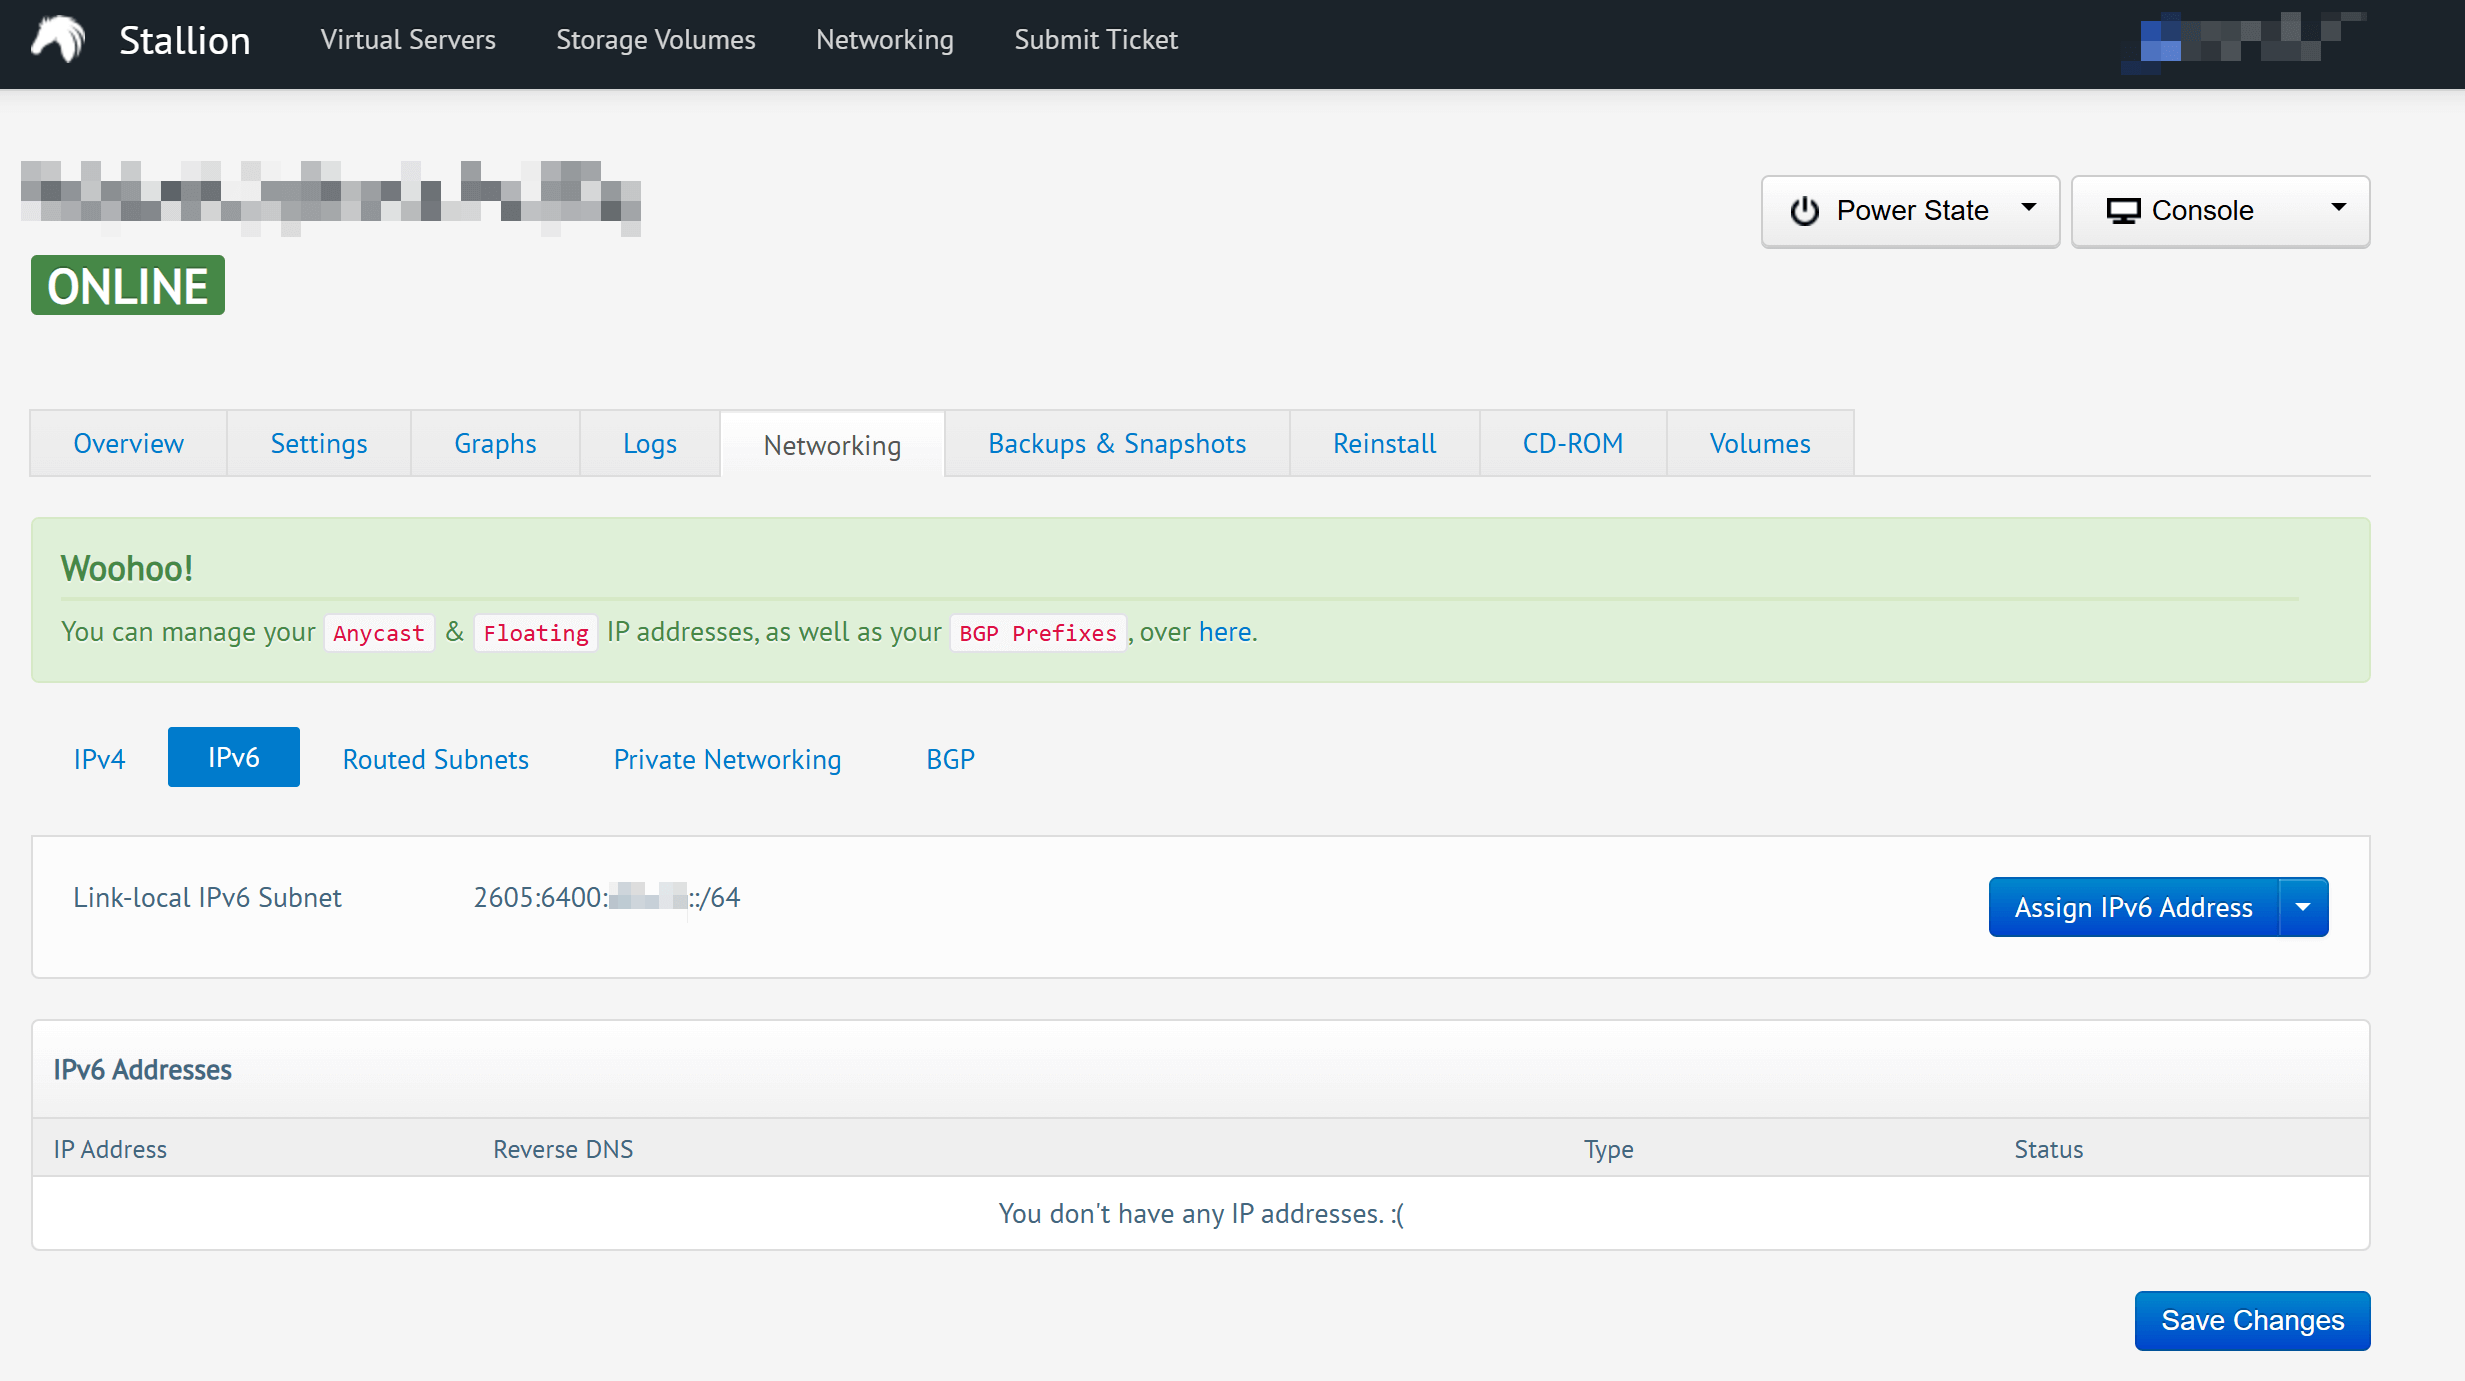 Stallion Virtual Servers Storage Volumes Networking Submit Ticket
Power State Console
ONLINE
Overview Settings Graphs Logs Networking Backups & Snapshots Reinstall CD-ROM Volumes
Woohoo!
You can manage your Anycast & Floating IP addresses, as well as your BGP Prefixes, over here.
IPv4 IPv6 Routed Subnets Private Networking BGP
Link-local IPv6 Subnet 2605:6400: ::/64 Assign IPv6 Address
IPv6 Addresses
IP Address Reverse DNS Type Status
You don't have any IP addresses. :(
Save Changes